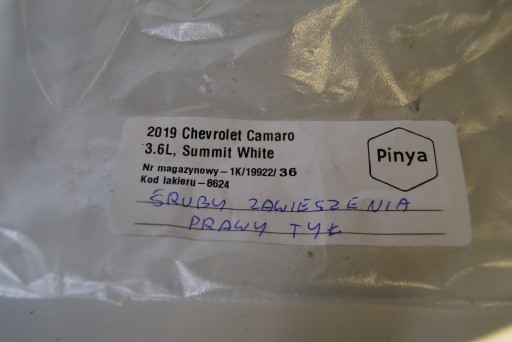 2019 Chevrolet Camaro
3.6L, Summit White
Nr magazynowy – 1K/19922/ 36
Kod lakieru – 8624
Pinya
ŚRUBY ZAWIESZENIA
PRAWY TYŁ